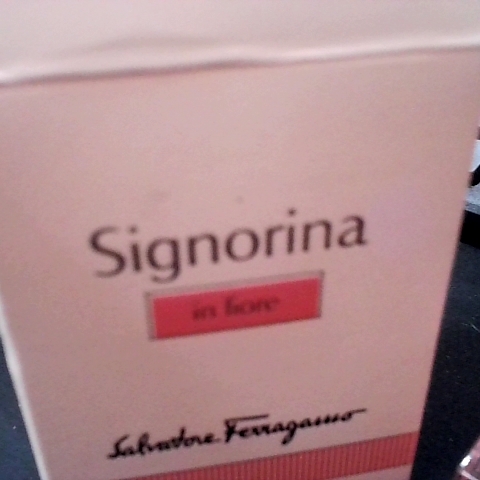 Signorina
in fiore
Salvatore Ferragamo